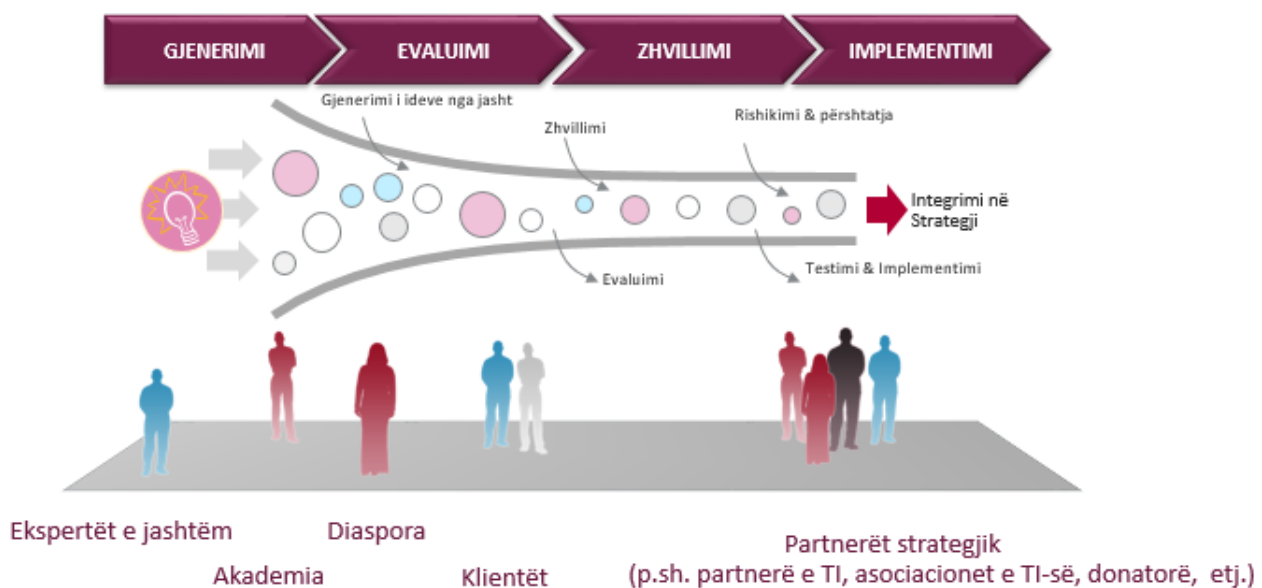 GJENERIMI
EVALUIMI
ZHVILLIMI
IMPLEMENTIMI
Gjenerimi i ideve nga jasht
Zhvillimi
Rishikimi & përshtatja
Integrimi në
Strategji
Evaluimi
Testimi & Implementimi
Ekspertët e jashtëm
Diaspora
Akademia
Klientët
Partnerët strategjik
(p.sh. partnerë e TI, asociacionet e TI-së, donatorë, etj.)